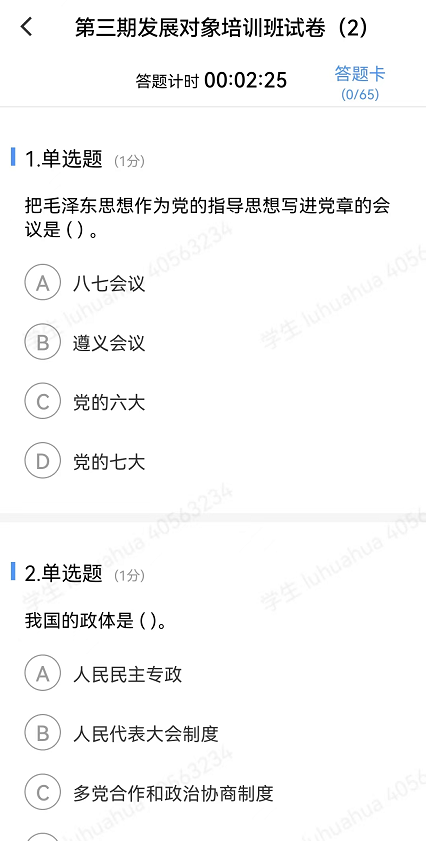 第三期发展对象培训班试卷（2）
答题计时 00:02:25
答题卡
(0/65)
1.单选题 (1分)
把毛泽东思想作为党的指导思想写进党章的会
议是 ( ) 。
A 八七会议
B 遵义会议
C 党的六大
D 党的七大
2.单选题 (1分)
我国的政体是 ( )。
A 人民民主专政
B 人民代表大会制度
C 多党合作和政治协商制度
学生 luhuahua 40563234